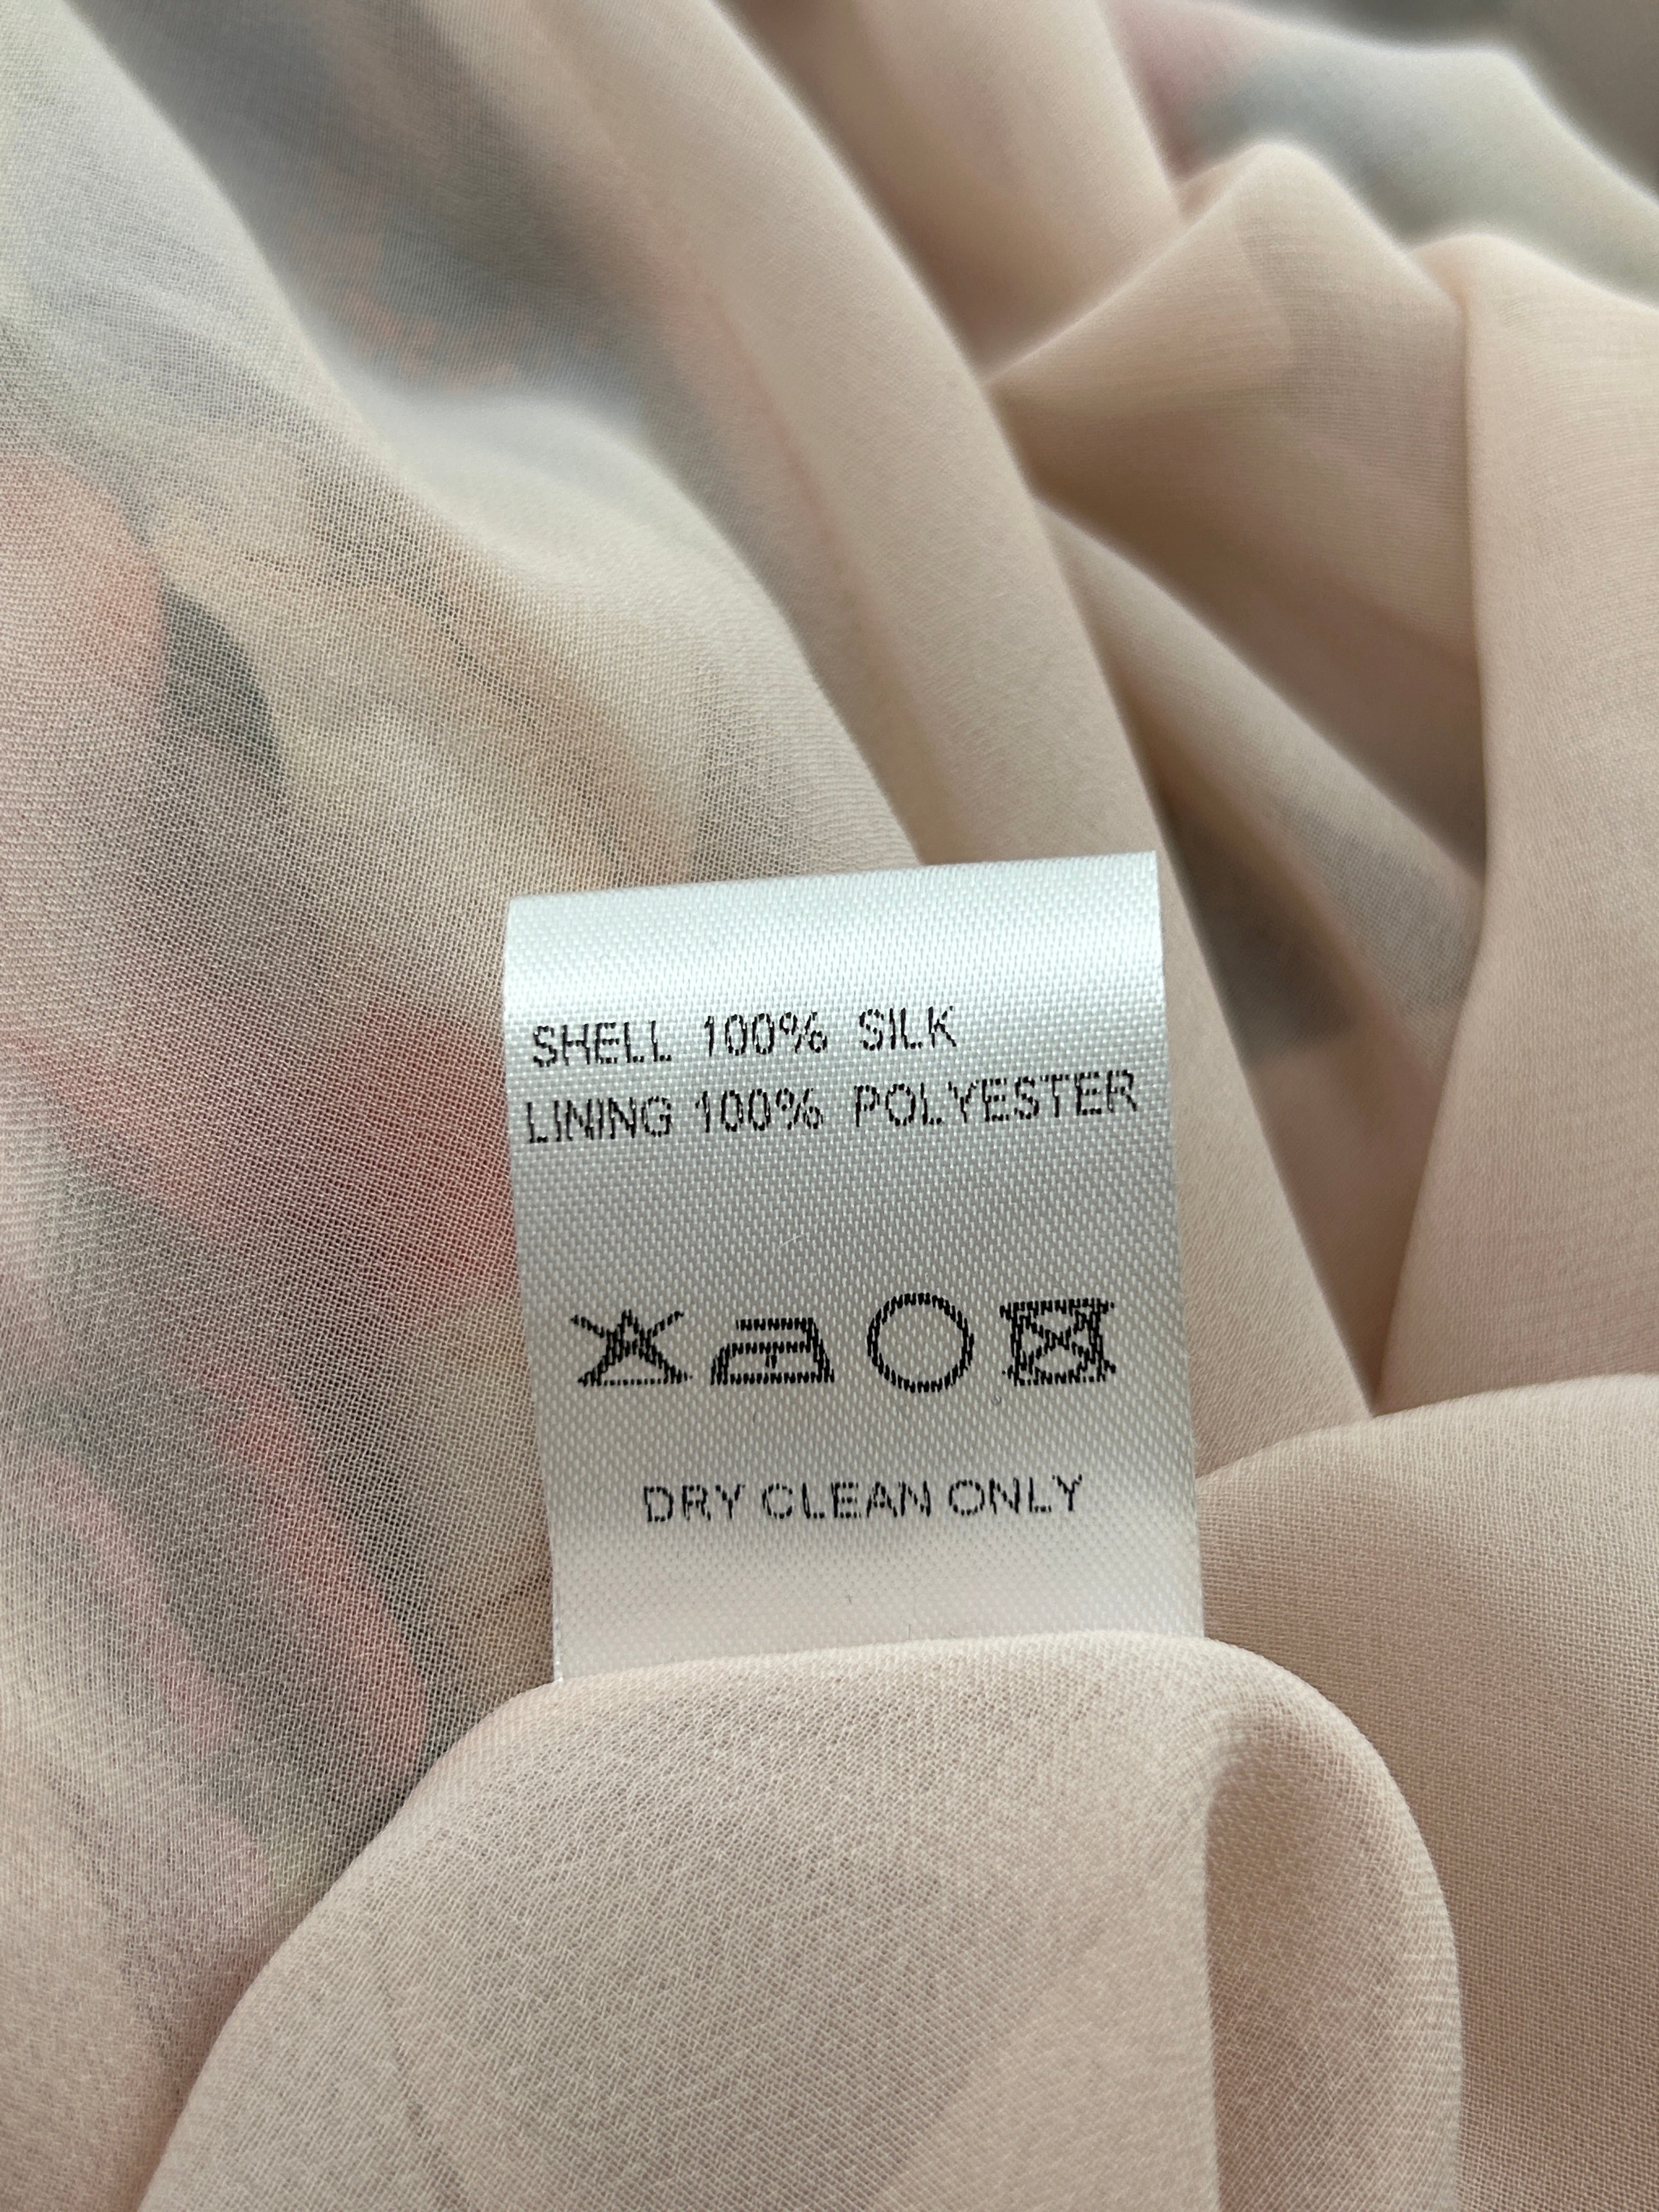 SHELL 100% SILK
LINING 100% POLYESTER
DRY CLEAN ONLY